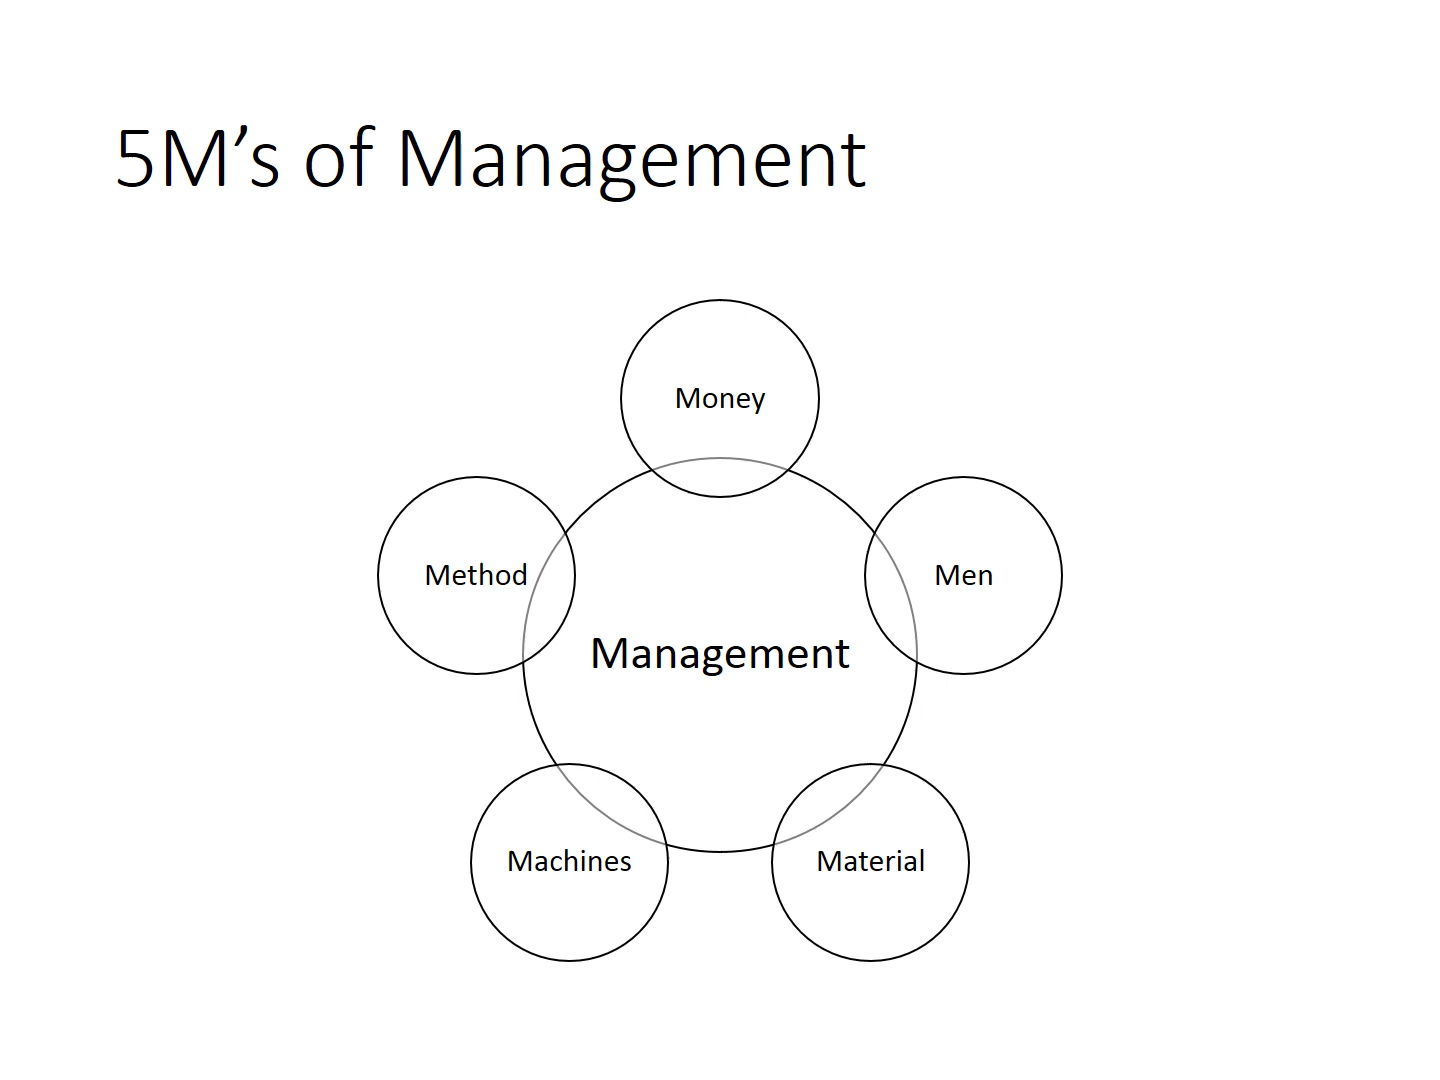 5M’s of Management
Money
Method
Men
Management
Machines
Material